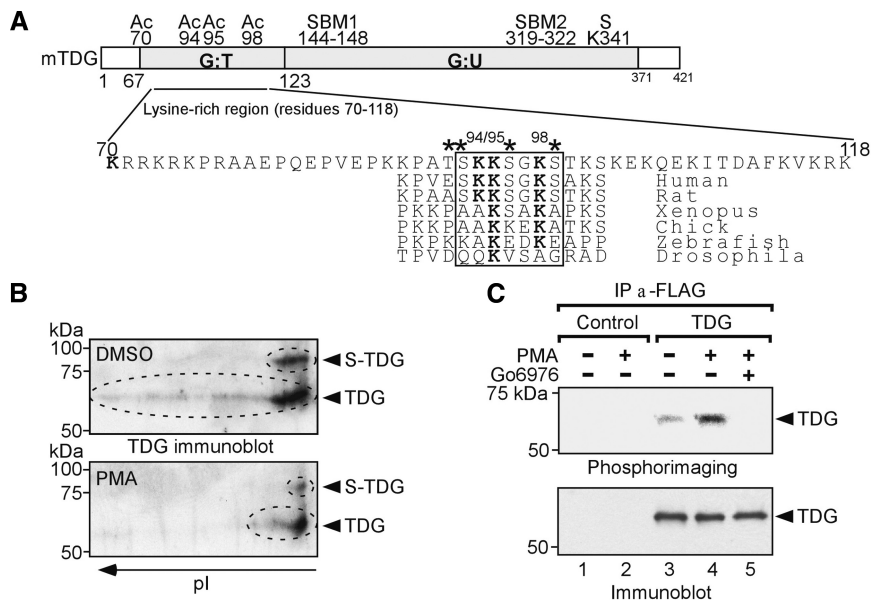 A
Ac Ac Ac Ac SBM1 SBM2 S
70 94 95 98 144-148 319-322 K341
mTDG G:T G:U
1 67 123 371 421
Lysine-rich region (residues 70-118)
70 94/95 98 118
** * *
KRRKRKPRAAEPQEPVEPKKPATSKKSGKSTKSKEKQEKITDAFKVKRK
KPVESKKSGKSAKS Human
KPAASKKSGKSTKS Rat
PKKPAAKSAKAPKS Xenopus
PKKPAAKKEKATKS Chick
PKPKKAKEDKEAPP Zebrafish
TPVDQQKVSAGRAD Drosophila
B
kDa
100
75
50
DMSO
S-TDG
TDG
TDG immunoblot
kDa
100
75
50
PMA
S-TDG
TDG
pI
C
IP a-FLAG
Control TDG
PMA - + - + +
Go6976 - - - - +
75 kDa
TDG
50
Phosphorimaging
TDG
50
1 2 3 4 5
Immunoblot